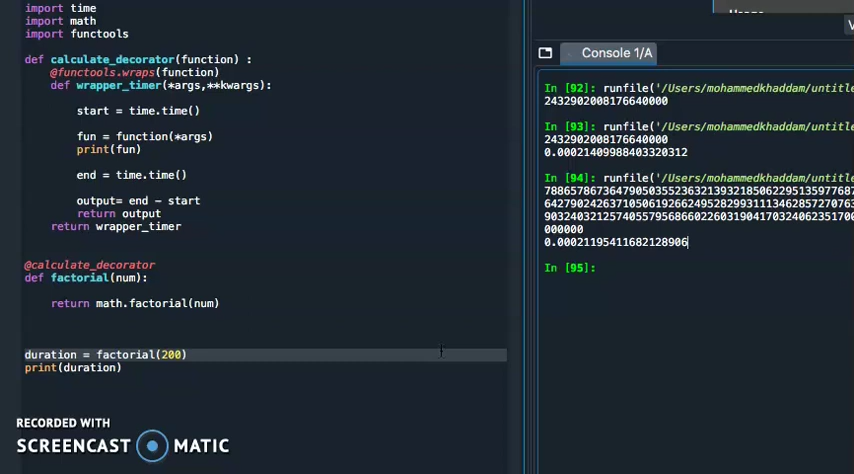 import time
import math
import functools
def calculate_decorator(function) :
@functools.wraps(function)
def wrapper_timer(*args,**kwargs):
start = time.time()
fun = function(*args)
print(fun)
end = time.time()
output= end - start
return output
return wrapper_timer
@calculate_decorator
def factorial(num):
return math.factorial(num)
duration = factorial(200)
print(duration)
RECORDED WITH
SCREENCAST MATIC
Console 1/A
In [92]: runfile('/Users/mohammedkhaddam/untitle
2432902008176640000
In [93]: runfile('/Users/mohammedkhaddam/untitle
2432902008176640000
0.00021409988403320312
In [94]: runfile('/Users/mohammedkhaddam/untitle
788657867364790503552363213932185062295135977687
642790242637105061926624952829931113462857270763
9032403212574055795686602260319041703240623517​00
000000
0.00021195411682128906
In [95]: